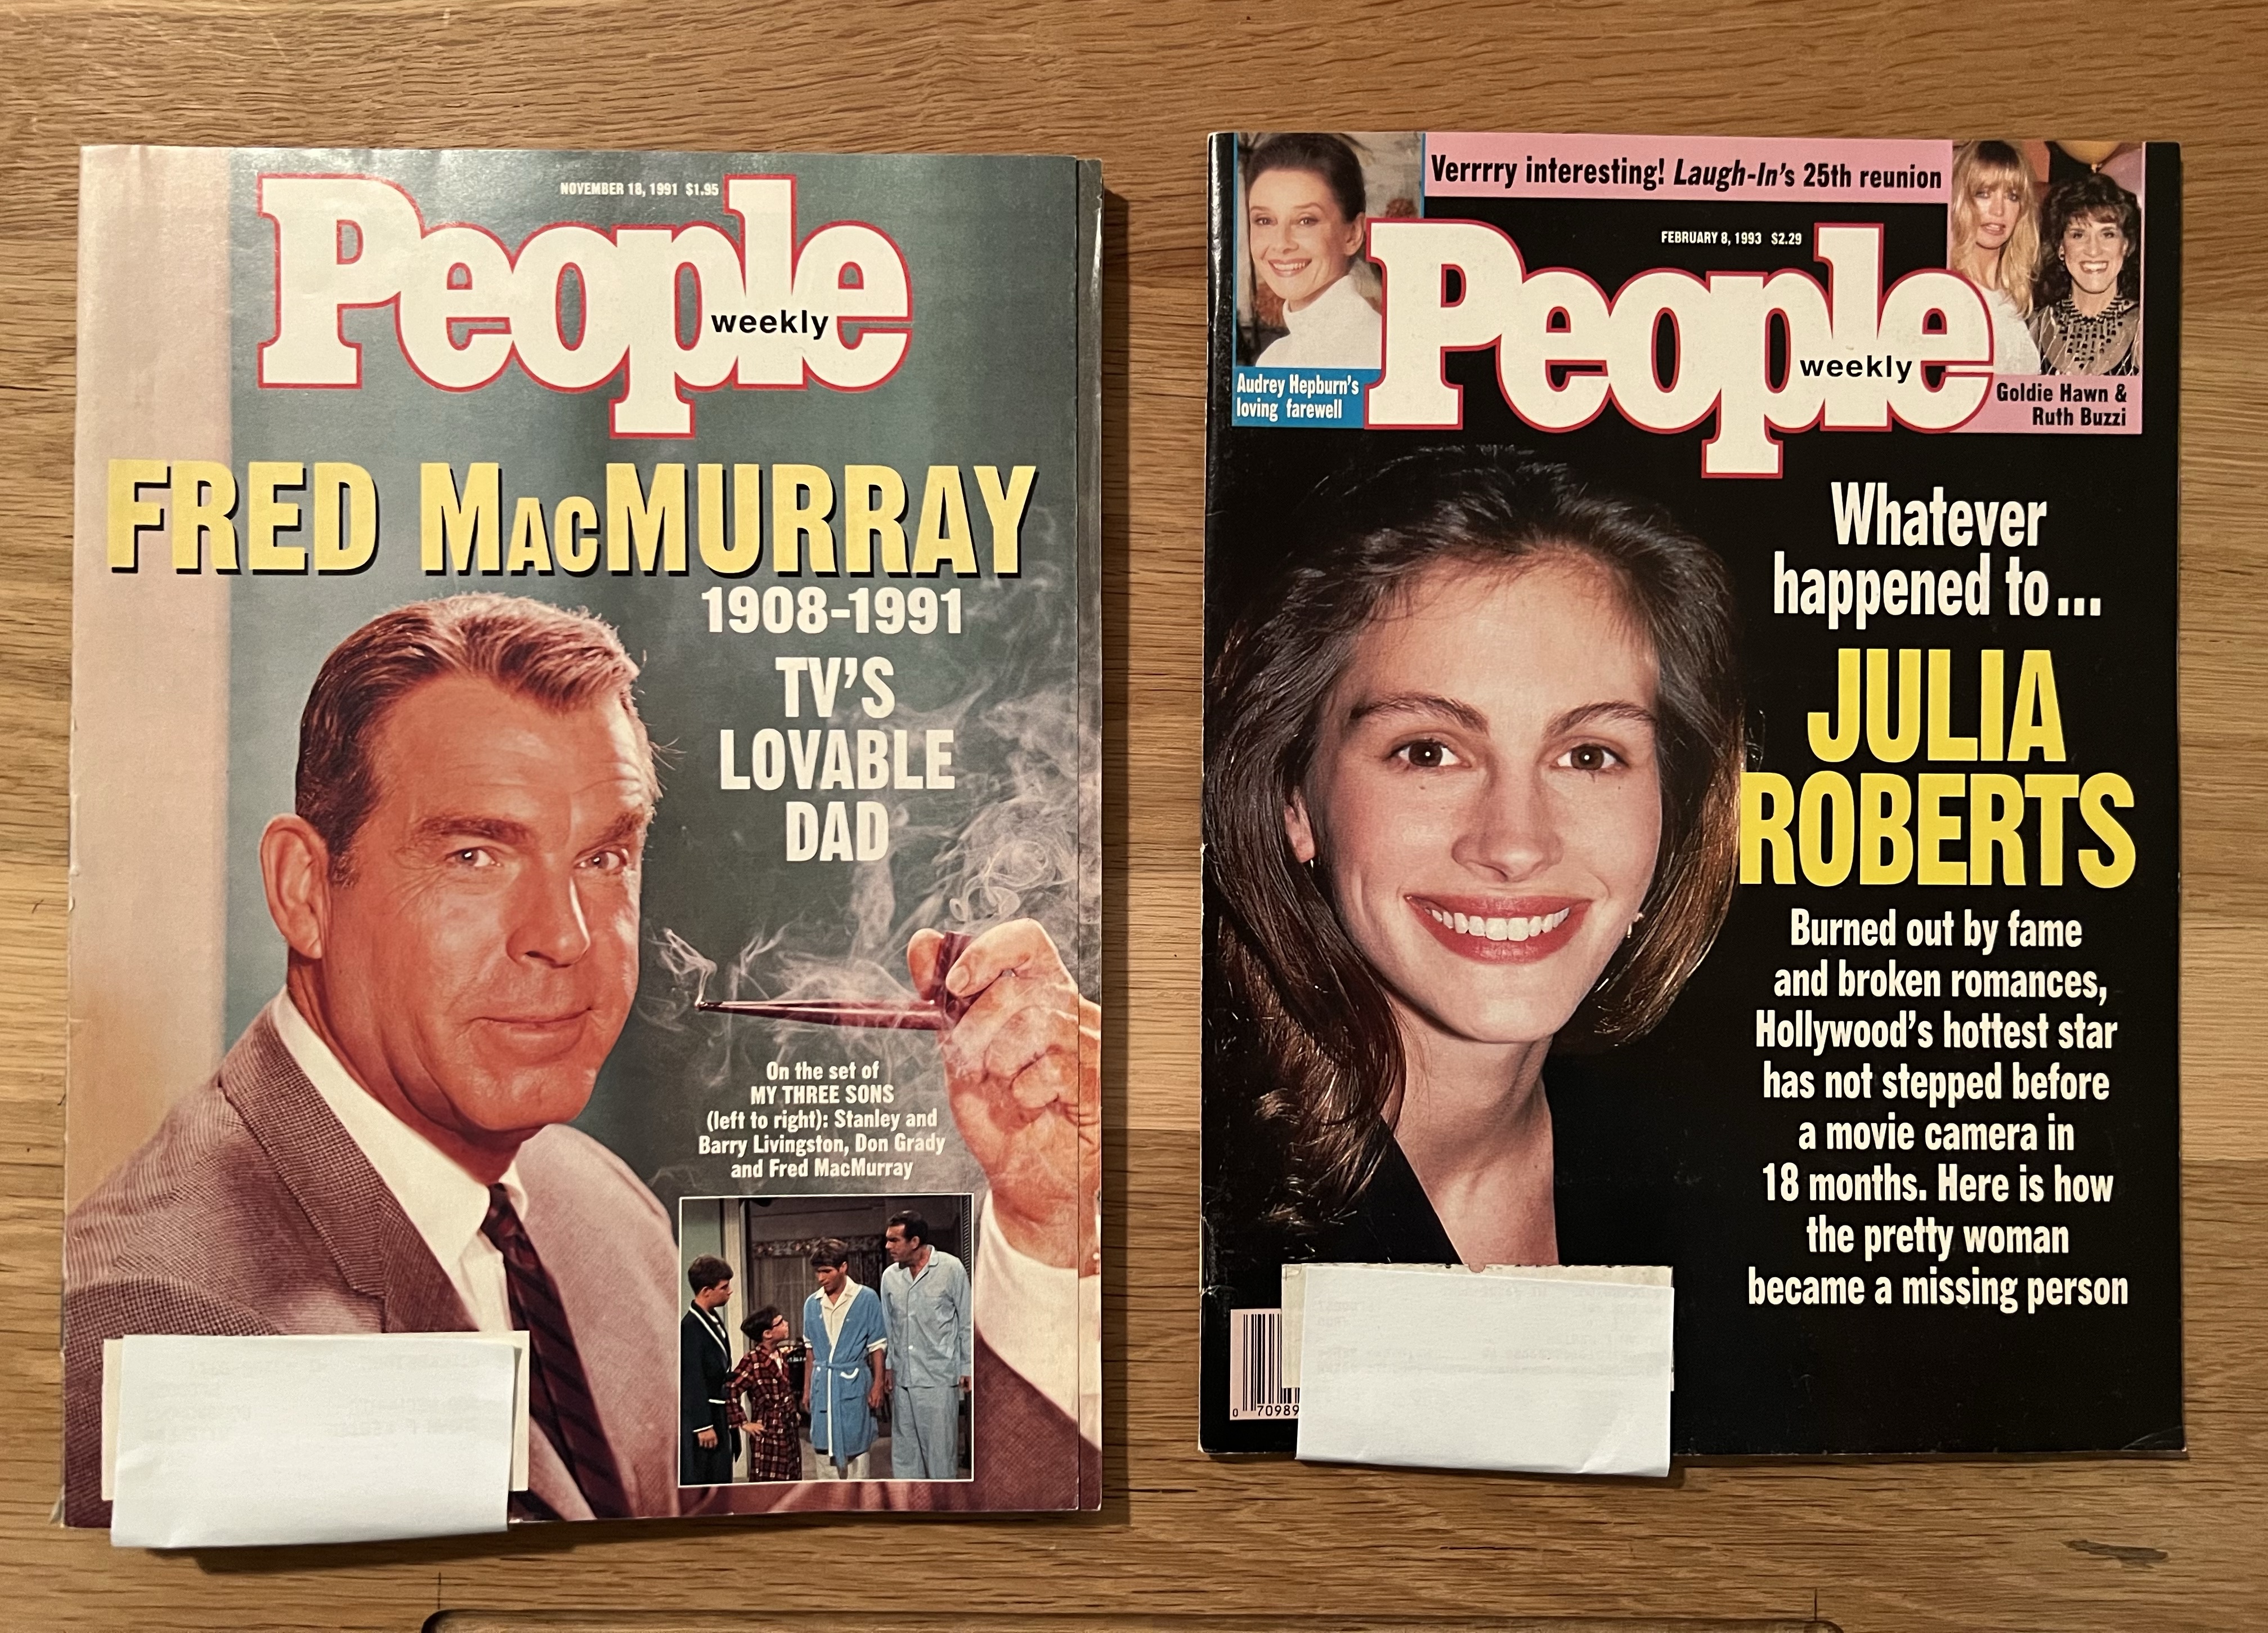 NOVEMBER 18, 1991 $1.95
People
weekly
FRED MACMURRAY
1908-1991
TV'S
LOVABLE
DAD
On the set of
MY THREE SONS
(left to right): Stanley and
Barry Livingston, Don Grady
and Fred MacMurray
Verrrry interesting! Laugh-In's 25th reunion
FEBRUARY 8, 1993 $2.29
People
weekly
Audrey Hepburn's
loving farewell
Goldie Hawn &
Ruth Buzzi
Whatever
happened to...
JULIA
ROBERTS
Burned out by fame
and broken romances,
Hollywood's hottest star
has not stepped before
a movie camera in
18 months. Here is how
the pretty woman
became a missing person
0 70989